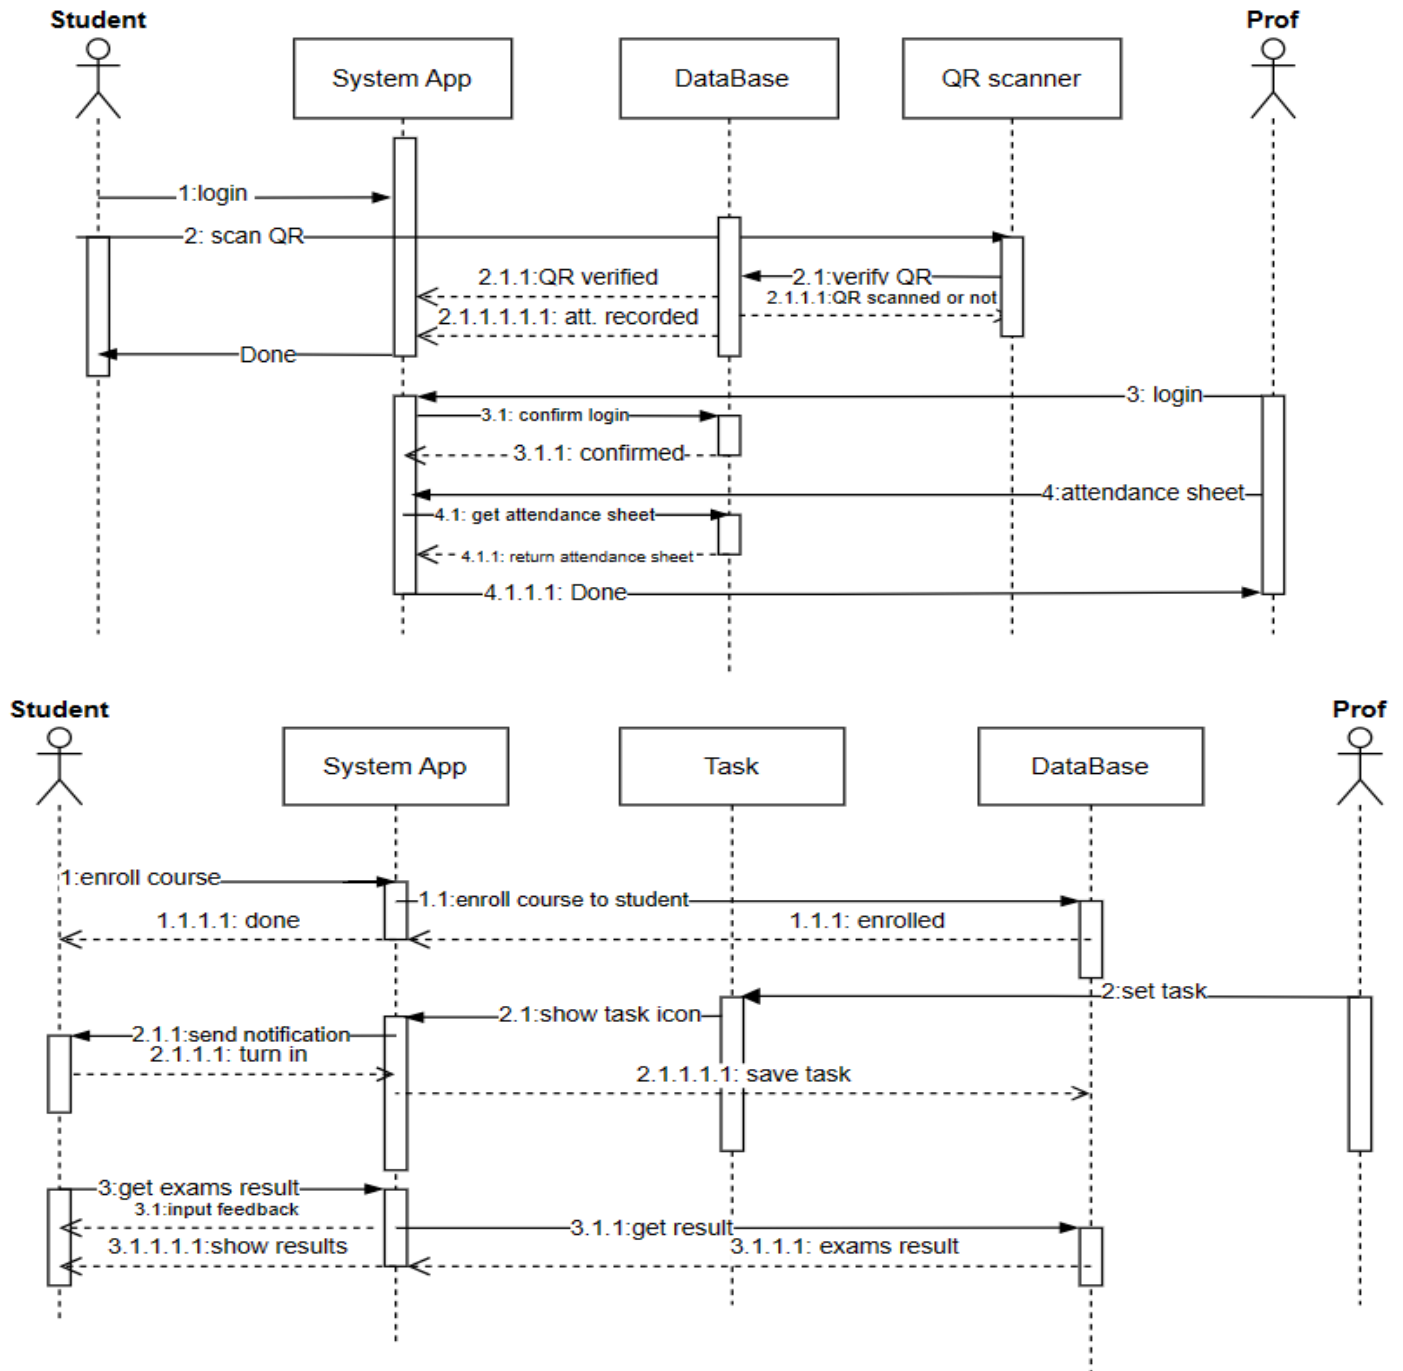 Student
Prof
System App
DataBase
QR scanner
1:login
2: scan QR
2.1.1:QR verified
2.1:verify QR
2.1.1.1:QR scanned or not
2.1.1.1.1.1: att. recorded
Done
3: login
3.1: confirm login
3.1.1: confirmed
4:attendance sheet
4.1: get attendance sheet
4.1.1: return attendance sheet
4.1.1.1: Done
Student
Prof
System App
Task
DataBase
1:enroll course
1.1:enroll course to student
1.1.1.1: done
1.1.1: enrolled
2:set task
2.1:show task icon
2.1.1:send notification
2.1.1.1: turn in
2.1.1.1.1: save task
3:get exams result
3.1:input feedback
3.1.1:get result
3.1.1.1.1:show results
3.1.1.1: exams result